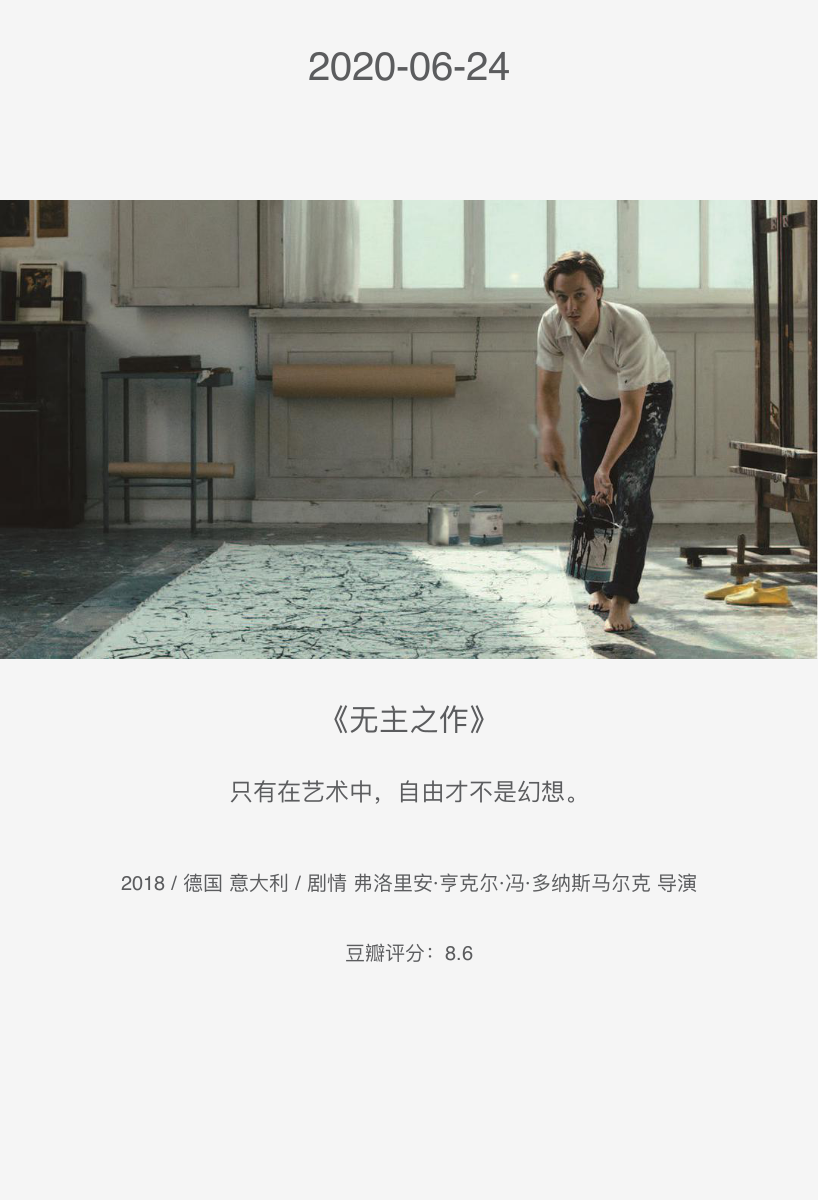 2020-06-24
《无主之作》
只有在艺术中，自由才不是幻想。
2018 / 德国 意大利 / 剧情 弗洛里安·亨克尔·冯·多纳斯马尔克 导演
豆瓣评分：8.6